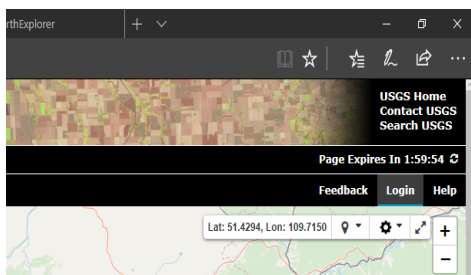 rthExplorer
USGS Home
Contact USGS
Search USGS
Page Expires In 1:59:54
Feedback Login Help
Lat: 51.4294, Lon: 109.7150
+
−